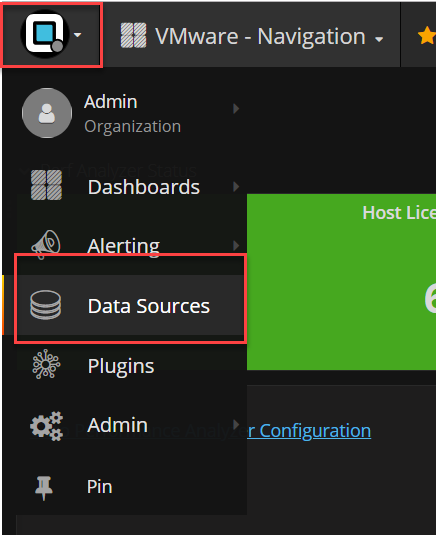 VMware - Navigation
Admin
Organization
Dashboards
Host Lice
Alerting
Data Sources
6
Plugins
Admin
r Configuration
Pin